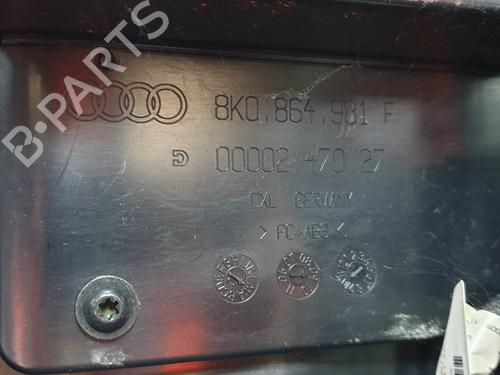 B-PARTS
8K0.864.981 F
D 00002.470.27
CXL GERMANY
> PC+ABS <